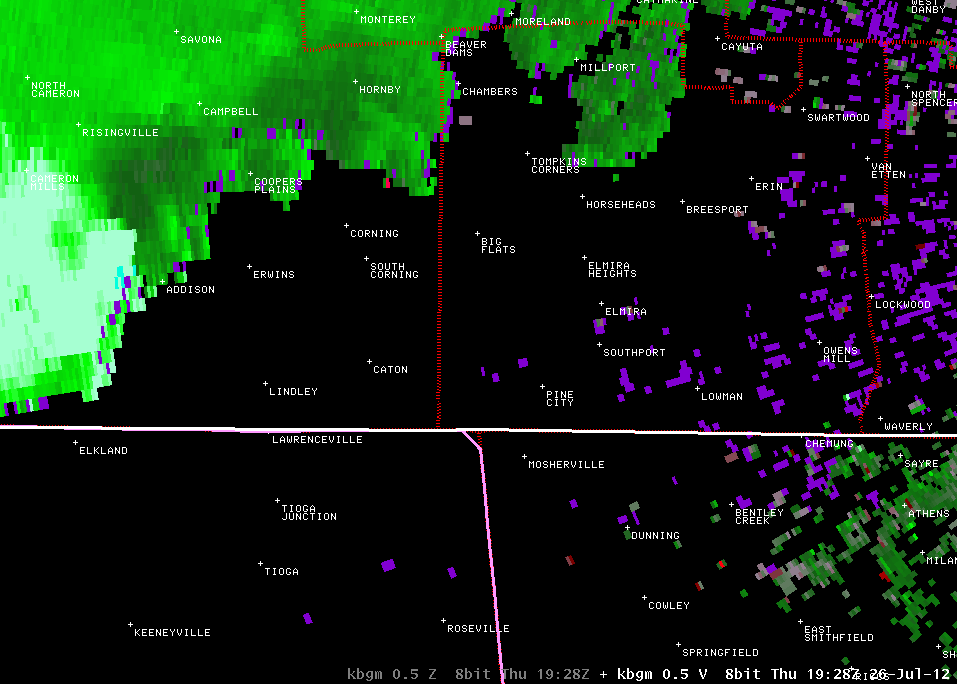 CATHARINE
WEST
DANBY
MONTEREY
MORELAND
SAVONA
BEAVER
DAMS
CAYUTA
MILLPORT
NORTH
CAMERON
HORNBY
CHAMBERS
NORTH
SPENCER
CAMPBELL
SWARTWOOD
RISINGVILLE
TOMPKINS
CORNERS
VAN
ETTEN
CAMERON
MILLS
COOPERS
PLAINS
ERIN
HORSEHEADS
BREESPORT
CORNING
BIG
FLATS
SOUTH
CORNING
ERWINS
ELMIRA
HEIGHTS
ADDISON
LOCKWOOD
ELMIRA
SOUTHPORT
OWENS
MILL
CATON
LINDLEY
PINE
CITY
LOWMAN
WAVERLY
LAWRENCEVILLE
CHEMUNG
ELKLAND
MOSHERVILLE
SAYRE
TIOGA
JUNCTION
BENTLEY
CREEK
ATHENS
DUNNING
MILAN
TIOGA
COWLEY
KEENEYVILLE
ROSEVILLE
EAST
SMITHFIELD
SPRINGFIELD
SH
RIGGS
kbgm 0.5 Z 8bit Thu 19:28Z + kbgm 0.5 V 8bit Thu 19:28Z 26-Jul-12